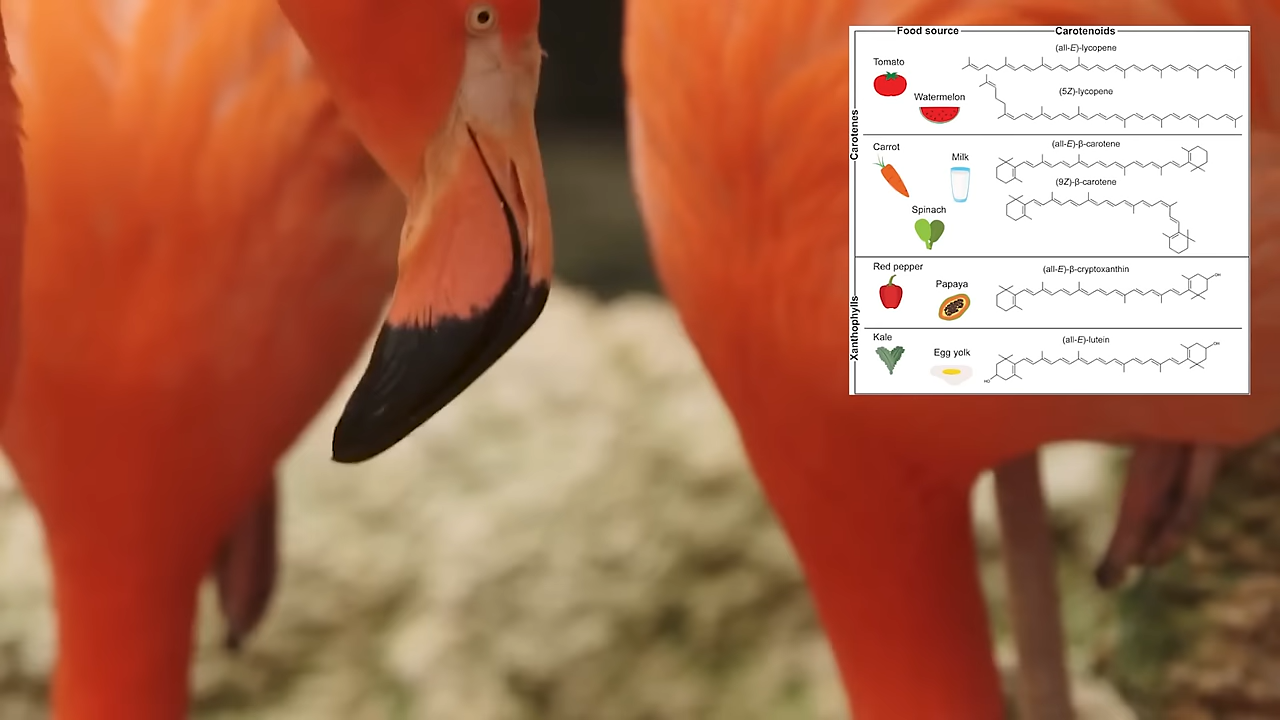 Food source Carotenoids
Carotenes
Tomato
Watermelon
(all-E)-lycopene
(5Z)-lycopene
Carrot
Milk
Spinach
(all-E)-β-carotene
(9Z)-β-carotene
Xanthophylls
Red pepper
Papaya
(all-E)-β-cryptoxanthin
OH
Kale
Egg yolk
(all-E)-lutein
OH
HO